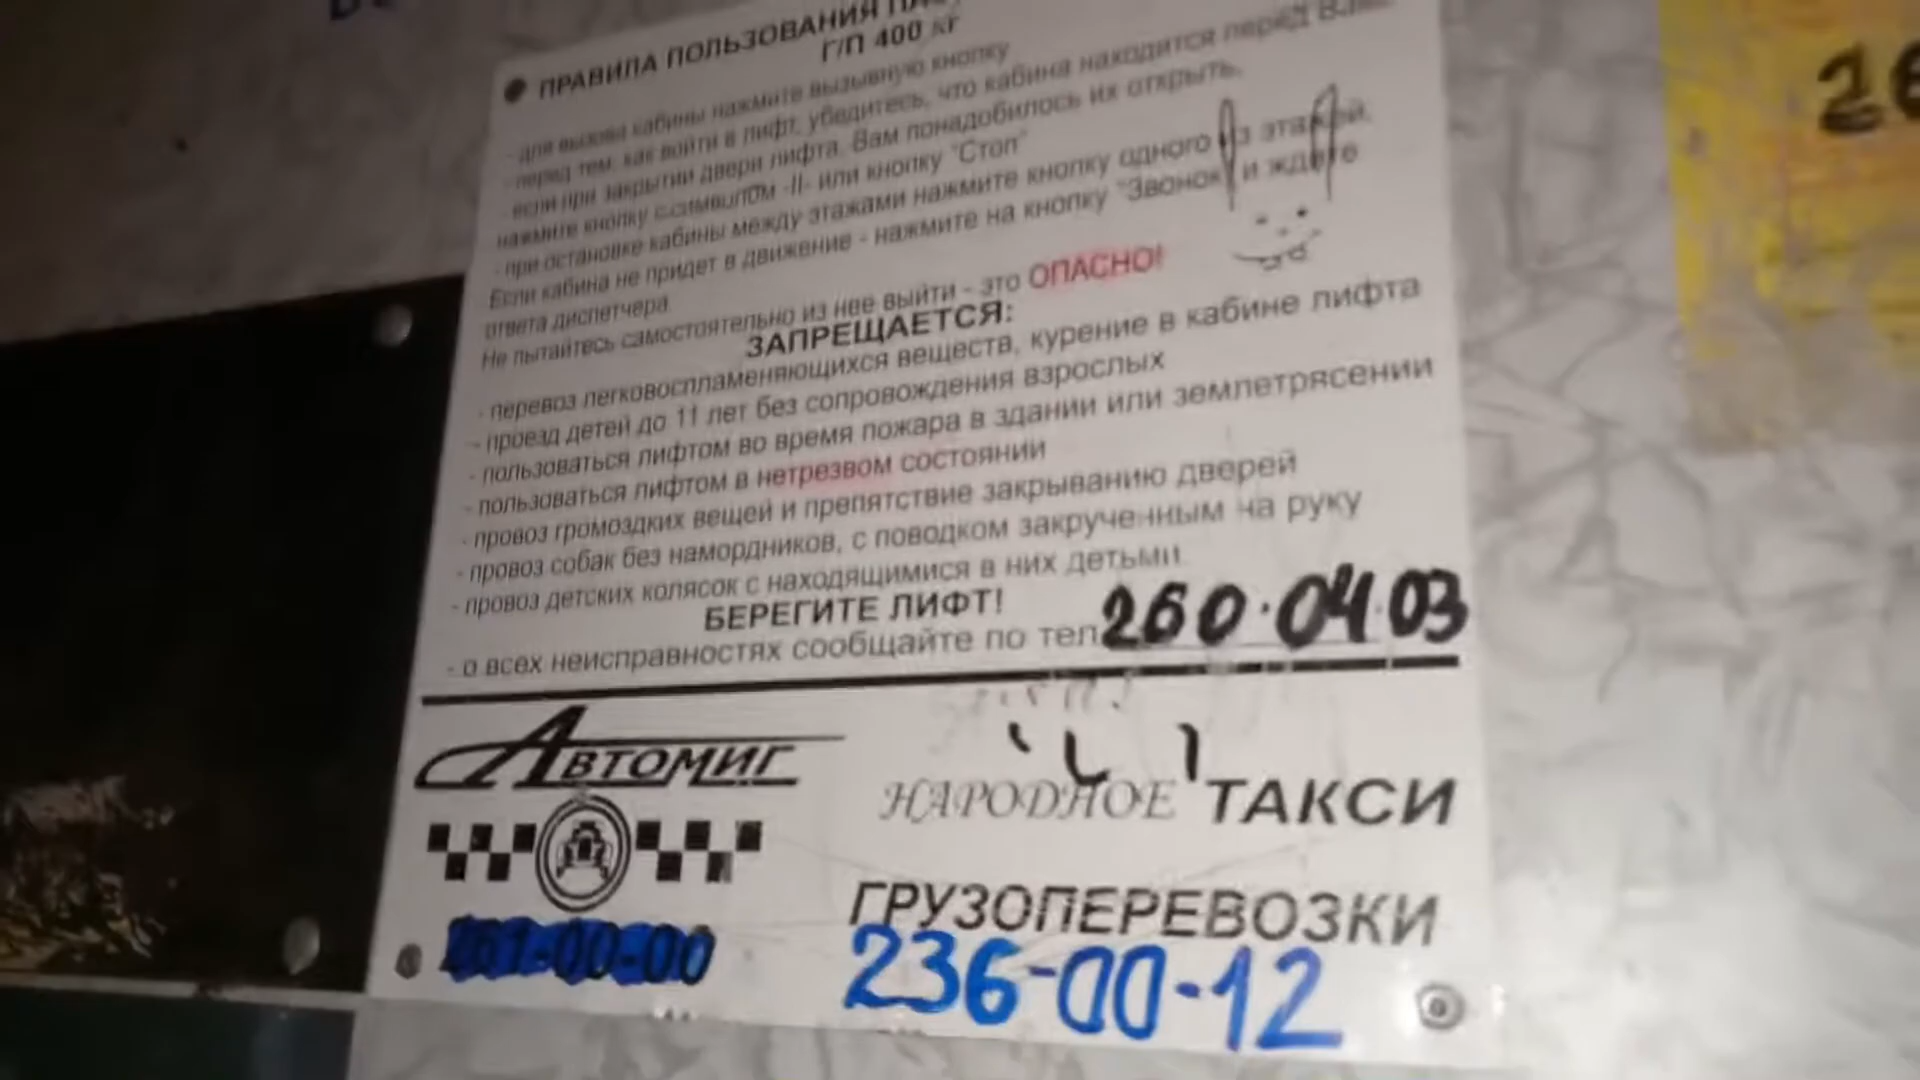 ПРАВИЛА ПОЛЬЗОВАНИЯ
Г/П 400 кг
- для вызова кабины нажмите вызывную кнопку
- перед тем, как войти в лифт, убедитесь, что кабина находится перед
- если при закрытии двери лифта, Вам понадобилось их открыть,
нажмите кнопку с символом -II- или кнопку "Стоп"
- при остановке кабины между этажами нажмите кнопку одного из этажей.
Если кабина не придет в движение - нажмите на кнопку "Звонок" и ждите
ответа диспетчера
Не пытайтесь самостоятельно из нее выйти - это ОПАСНО!
ЗАПРЕЩАЕТСЯ:
- перевоз легковоспламеняющихся веществ, курение в кабине лифта
- проезд детей до 11 лет без сопровождения взрослых
- пользоваться лифтом во время пожара в здании или землетрясении
- пользоваться лифтом в нетрезвом состоянии
- провоз громоздких вещей и препятствие закрыванию дверей
- провоз собак без намордников, с поводком закрученным на руку
- провоз детских колясок с находящимися в них детьми
БЕРЕГИТЕ ЛИФТ!
- о всех неисправностях сообщайте по тел 260.04.03
АВТОМИГ
НАРОДНОЕ ТАКСИ
ГРУЗОПЕРЕВОЗКИ
261-00-00
236-00-12